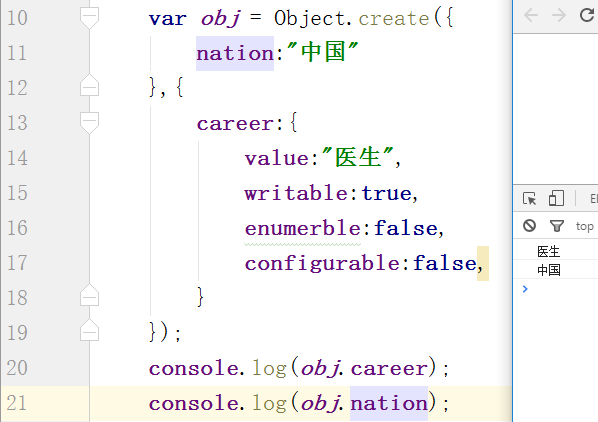 10 var obj = Object.create({
11 nation:"中国"
12 },{
13 career:{
14 value:"医生",
15 writable:true,
16 enumerble:false,
17 configurable:false,
18 }
19 });
20 console.log(obj.career);
21 console.log(obj.nation);
top
医生
中国